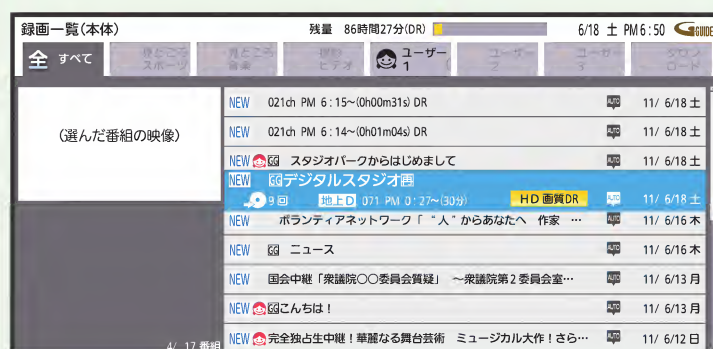 録画一覧(本体) 残量 86時間27分(DR) 6/18 土 PM6:50 GGUIDE
全 すべて 見どころ スポーツ 見どころ 音楽 撮影 ビデオ ユーザー 1 ユーザー 2 ユーザー 3 ダウン ロード
(選んだ番組の映像)
NEW 021ch PM 6:15~(0h00m31s) DR AUTO 11/ 6/18 土
NEW 021ch PM 6:14~(0h01m04s) DR AUTO 11/ 6/18 土
NEW スタジオパークからはじめまして AUTO 11/ 6/18 土
NEW デジタルスタジオ
9回 地上D 071 PM 0:27~(30分) HD画質DR AUTO 11/ 6/18 土
NEW ボランティアネットワーク「“人”からあなたへ 作家 … AUTO 11/ 6/16 木
NEW ニュース AUTO 11/ 6/16 木
NEW 国会中継「衆議院○○委員会質疑」 ~衆議院第2委員会室… AUTO 11/ 6/13 月
NEW こんちは! AUTO 11/ 6/13 月
NEW 完全独占生中継!華麗なる舞台芸術 ミュージカル大作!さら… AUTO 11/ 6/12 日
4/ 17 番組